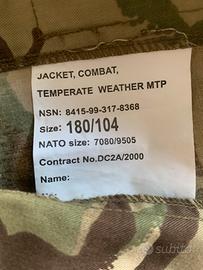 JACKET, COMBAT,
TEMPERATE WEATHER MTP
NSN: 8415-99-317-8368
Size: 180/104
NATO size: 7080/9505
Contract No.DC2A/2000
Name:
subito